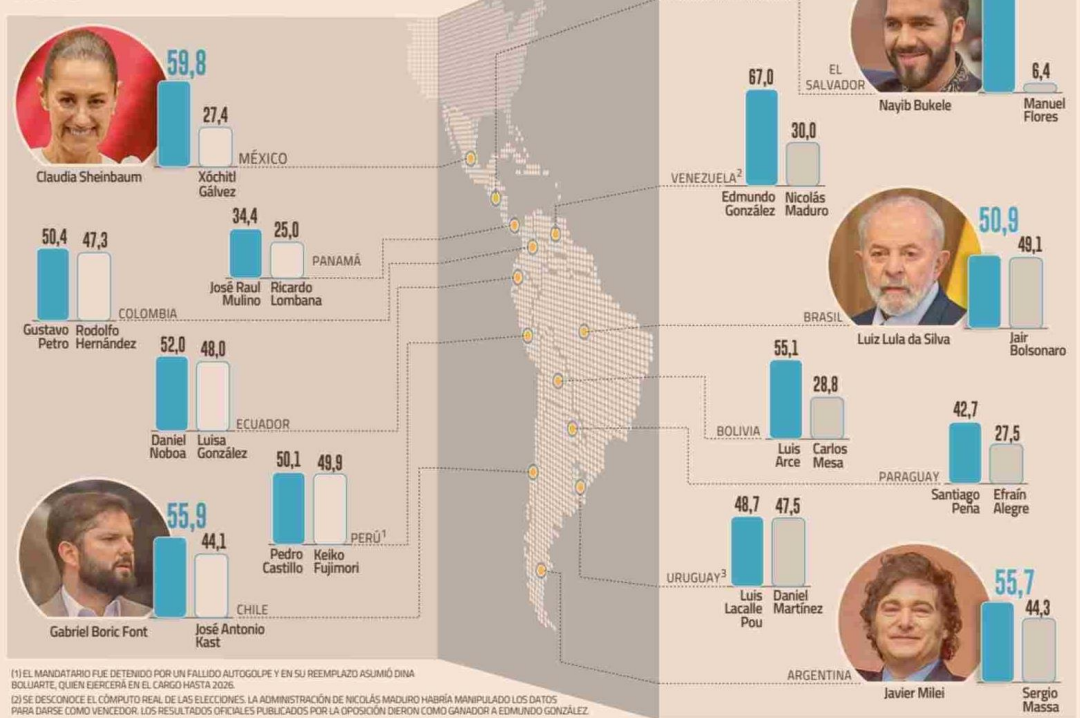 59,8
27,4
MÉXICO
Claudia Sheinbaum
Xóchitl
Gálvez
34,4
25,0
PANAMÁ
José Raul
Mulino
Ricardo
Lombana
50,4
47,3
COLOMBIA
Gustavo
Petro
Rodolfo
Hernández
52,0
48,0
ECUADOR
Daniel
Noboa
Luisa
González
50,1
49,9
PERÚ1
Pedro
Castillo
Keiko
Fujimori
55,9
44,1
CHILE
Gabriel Boric Font
José Antonio
Kast
EL
SALVADOR
6,4
Nayib Bukele
Manuel
Flores
67,0
30,0
VENEZUELA2
Edmundo
González
Nicolás
Maduro
50,9
49,1
BRASIL
Luiz Lula da Silva
Jair
Bolsonaro
55,1
28,8
BOLIVIA
Luis
Arce
Carlos
Mesa
42,7
27,5
PARAGUAY
Santiago
Peña
Efraín
Alegre
48,7
47,5
URUGUAY3
Luis
Lacalle
Pou
Daniel
Martínez
55,7
44,3
ARGENTINA
Javier Milei
Sergio
Massa
(1) EL MANDATARIO FUE DETENIDO POR UN FALLIDO AUTOGOLPE Y EN SU REEMPLAZO ASUMIÓ DINA
BOLUARTE, QUIEN EJERCERÁ EN EL CARGO HASTA 2026.
(2) SE DESCONOCE EL CÓMPUTO REAL DE LAS ELECCIONES. LA ADMINISTRACIÓN DE NICOLÁS MADURO HABRÍA MANIPULADO LOS DATOS
PARA DARSE COMO VENCEDOR. LOS RESULTADOS OFICIALES PUBLICADOS POR LA OPOSICIÓN DIERON COMO GANADOR A EDMUNDO GONZÁLEZ.